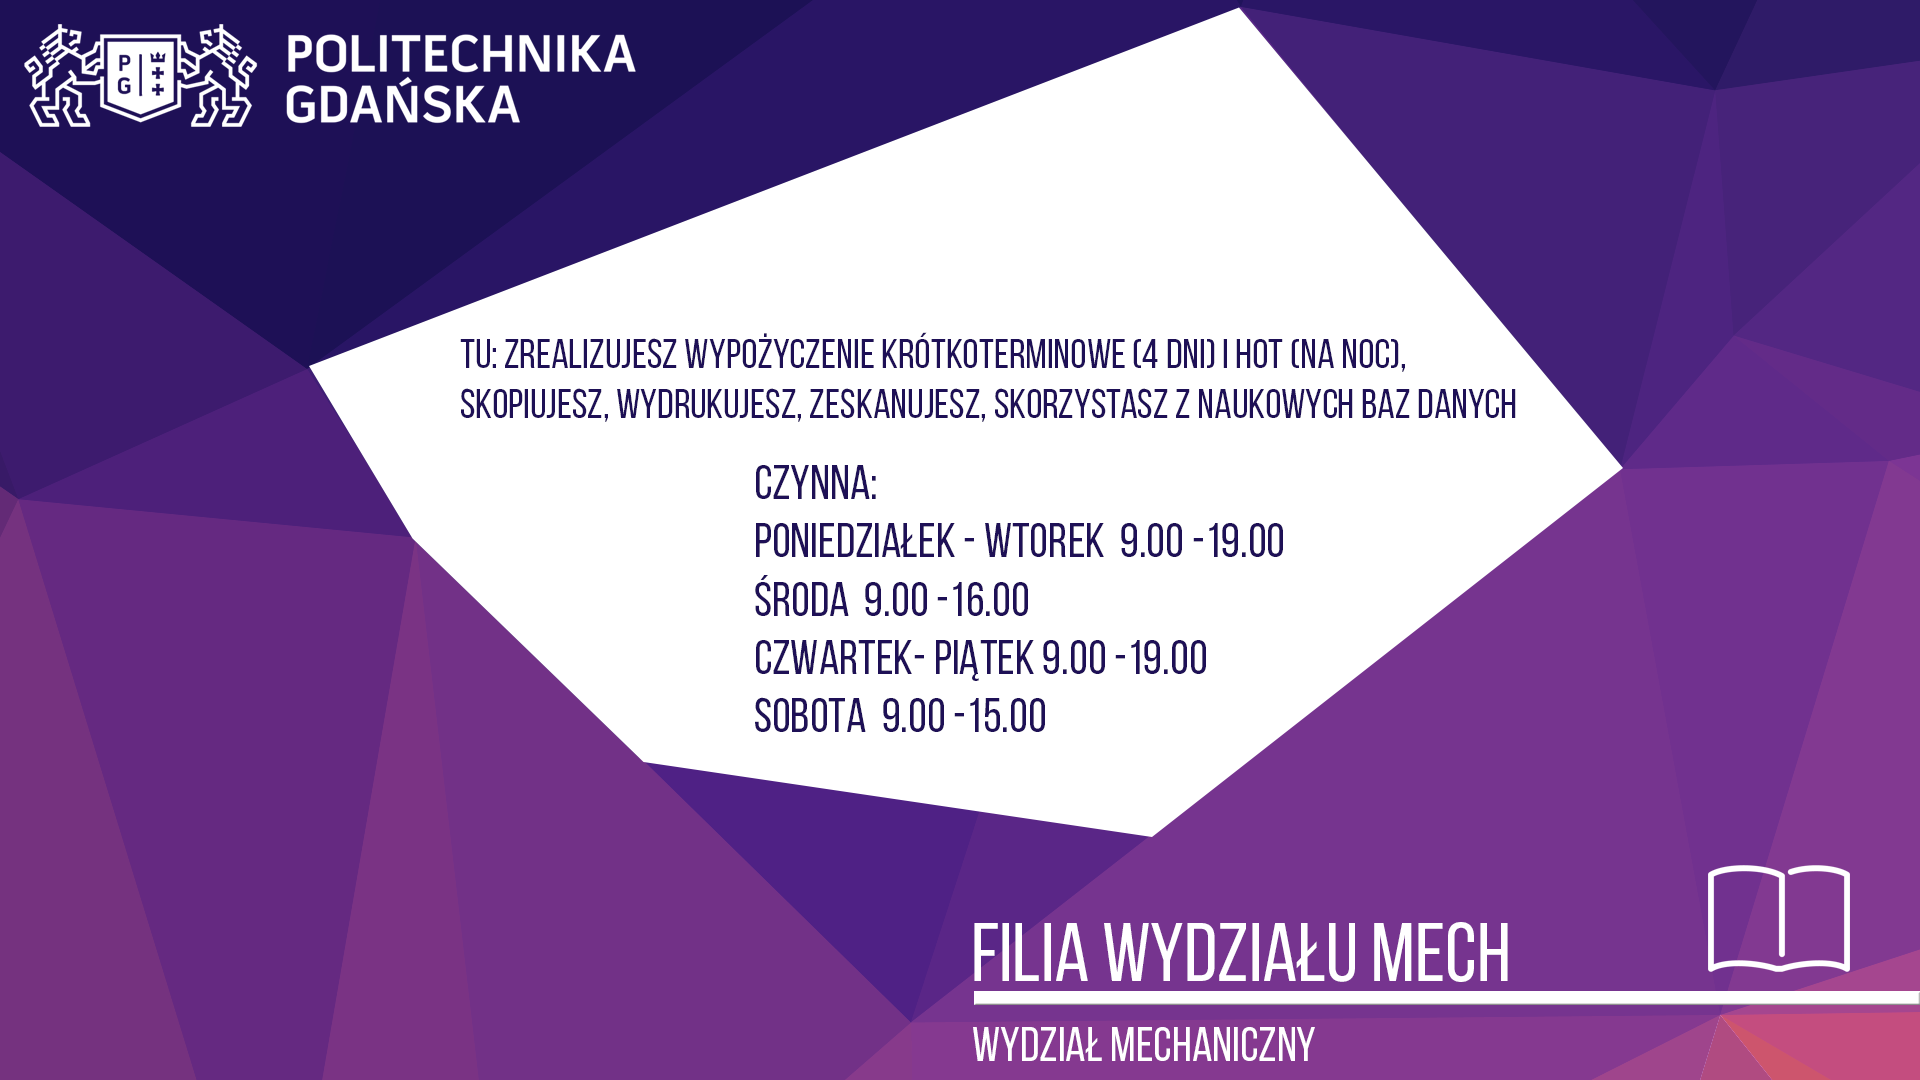 P G
POLITECHNIKA
GDAŃSKA
TU: ZREALIZUJESZ WYPOŻYCZENIE KRÓTKOTERMINOWE (4 DNI) I HOT (NA NOC),
SKOPIUJESZ, WYDRUKUJESZ, ZESKANUJESZ, SKORZYSTASZ Z NAUKOWYCH BAZ DANYCH
CZYNNA:
PONIEDZIAŁEK - WTOREK 9.00 -19.00
ŚRODA 9.00 -16.00
CZWARTEK- PIĄTEK 9.00 -19.00
SOBOTA 9.00 -15.00
FILIA WYDZIAŁU MECH
WYDZIAŁ MECHANICZNY